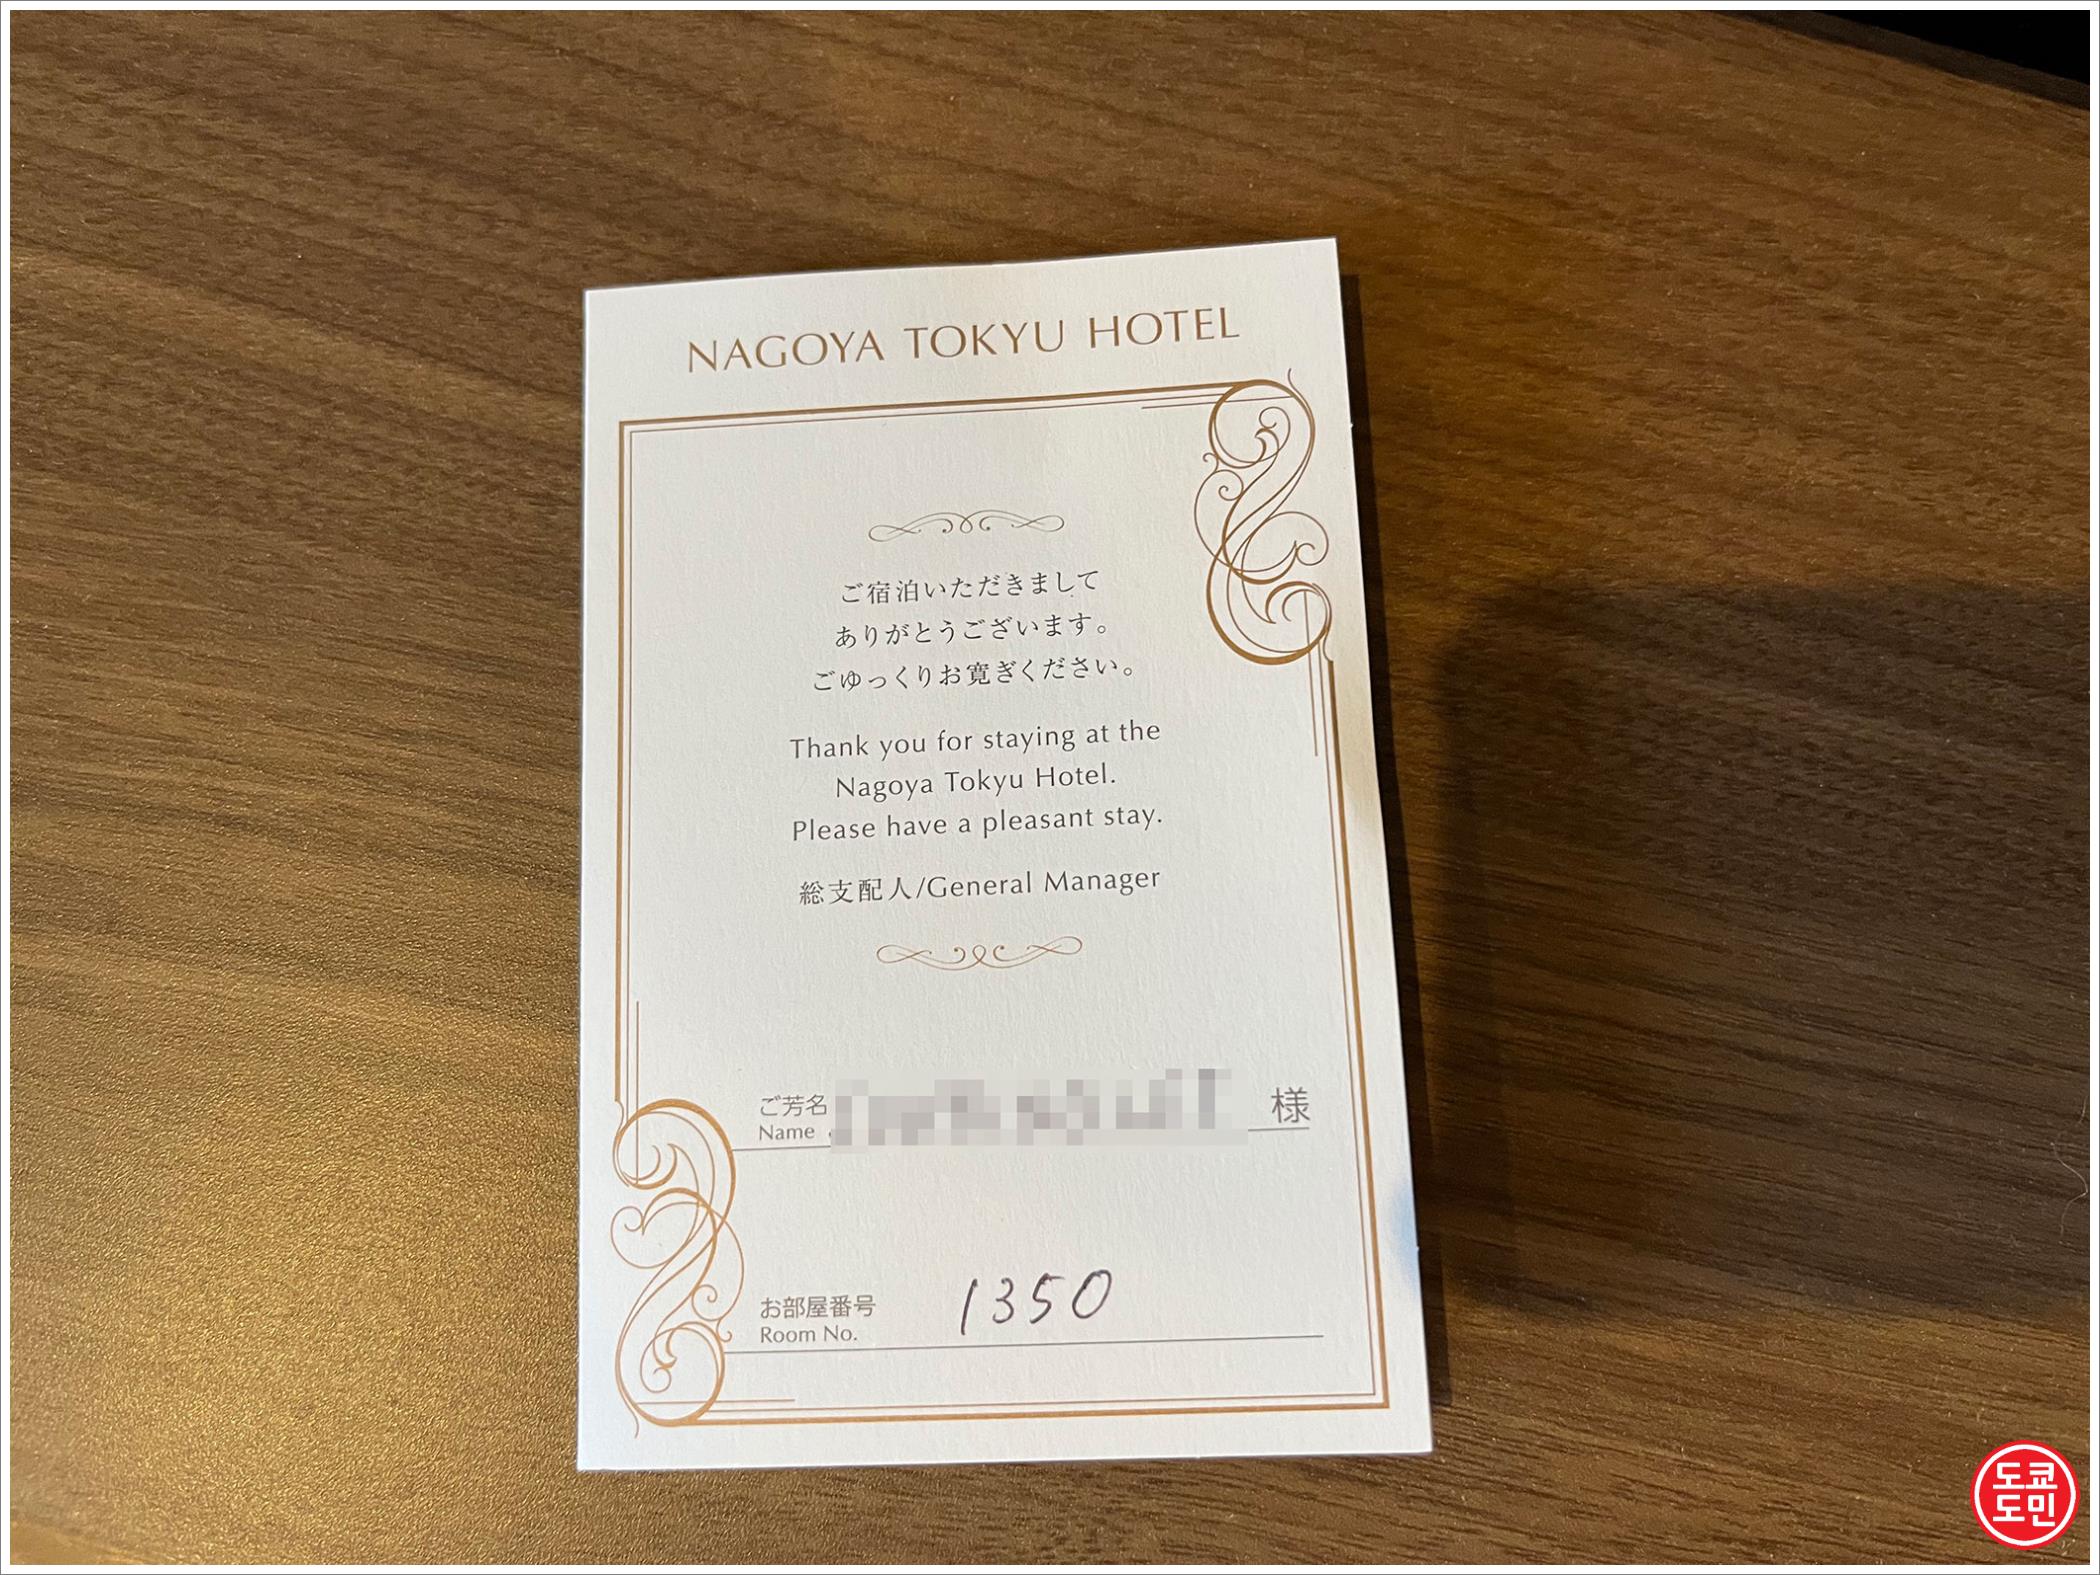 NAGOYA TOKYU HOTEL
ご宿泊いただきまして
ありがとうございます。
ごゆっくりお寛ぎください。
Thank you for staying at the
Nagoya Tokyu Hotel.
Please have a pleasant stay.
総支配人/General Manager
ご芳名 様
Name
お部屋番号 1350
Room No.
도쿄
도민